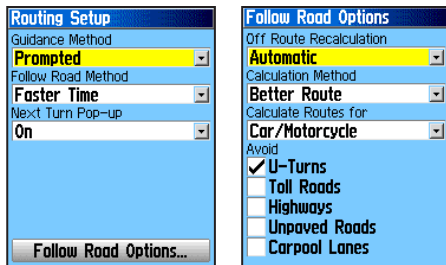 Routing Setup
Guidance Method
Prompted
Follow Road Method
Faster Time
Next Turn Pop-up
On
Follow Road Options...
Follow Road Options
Off Route Recalculation
Automatic
Calculation Method
Better Route
Calculate Routes for
Car/Motorcycle
Avoid
U-Turns
Toll Roads
Highways
Unpaved Roads
Carpool Lanes